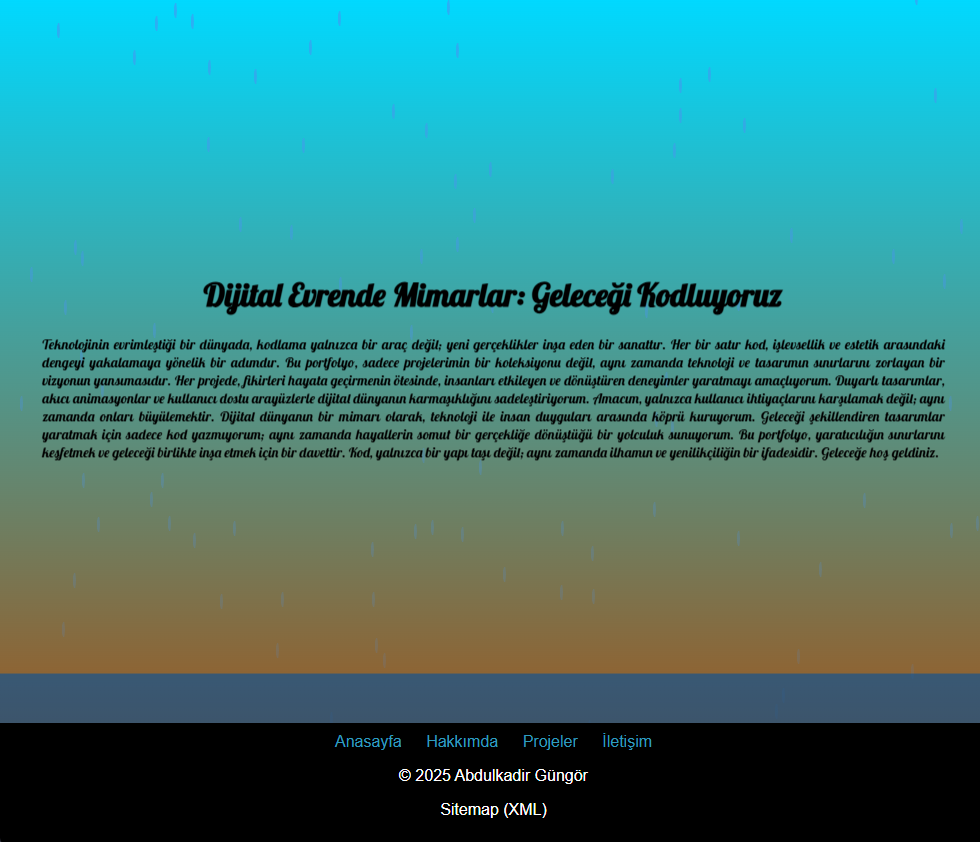 Dijital Evrende Mimarlar: Geleceği Kodluyoruz
Teknolojinin evrimleştiği bir dünyada, kodlama yalnızca bir araç değil; yeni gerçeklikler inşa eden bir sanattır. Her bir satır kod, işlevsellik ve estetik arasındaki
dengeyi yakalamaya yönelik bir adımdır. Bu portfolyo, sadece projelerimin bir koleksiyonu değil, aynı zamanda teknoloji ve tasarımın sınırlarını zorlayan bir
vizyonun yansımasıdır. Her projede, fikirleri hayata geçirmenin ötesinde, insanları etkileyen ve dönüştüren deneyimler yaratmayı amaçlıyorum. Duyarlı tasarımlar,
akıcı animasyonlar ve kullanıcı dostu arayüzlerle dijital dünyanın karmaşıklığını sadeleştiriyorum. Amacım, yalnızca kullanıcı ihtiyaçlarını karşılamak değil; aynı
zamanda onları büyülemektir. Dijital dünyanın bir mimarı olarak, teknoloji ile insan duyguları arasında köprü kuruyorum. Geleceği şekillendiren tasarımlar
yaratmak için sadece kod yazmıyorum; aynı zamanda hayallerin somut bir gerçekliğe dönüştüğü bir yolculuk sunuyorum. Bu portfolyo, yaratıcılığın sınırlarını
keşfetmek ve geleceği birlikte inşa etmek için bir davettir. Kod, yalnızca bir yapı taşı değil; aynı zamanda ilhamın ve yenilikçiliğin bir ifadesidir. Geleceğe hoş geldiniz.
Anasayfa Hakkımda Projeler İletişim
© 2025 Abdulkadir Güngör
Sitemap (XML)